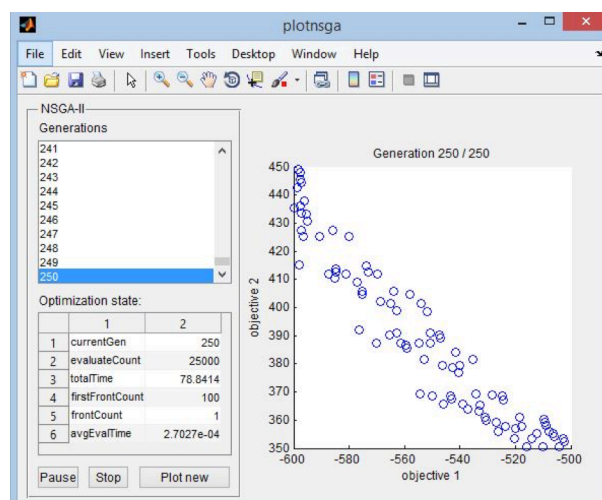 plotnsga
File Edit View Insert Tools Desktop Window Help
NSGA-II
Generations
241
242
243
244
245
246
247
248
249
250
Optimization state:
1 2
1 currentGen 250
2 evaluateCount 25000
3 totalTime 78.8414
4 firstFrontCount 100
5 frontCount 1
6 avgEvalTime 2.7027e-04
Pause Stop Plot new
Generation 250 / 250
objective 2
450
440
430
420
410
400
390
380
370
360
350
-600 -580 -560 -540 -520 -500
objective 1